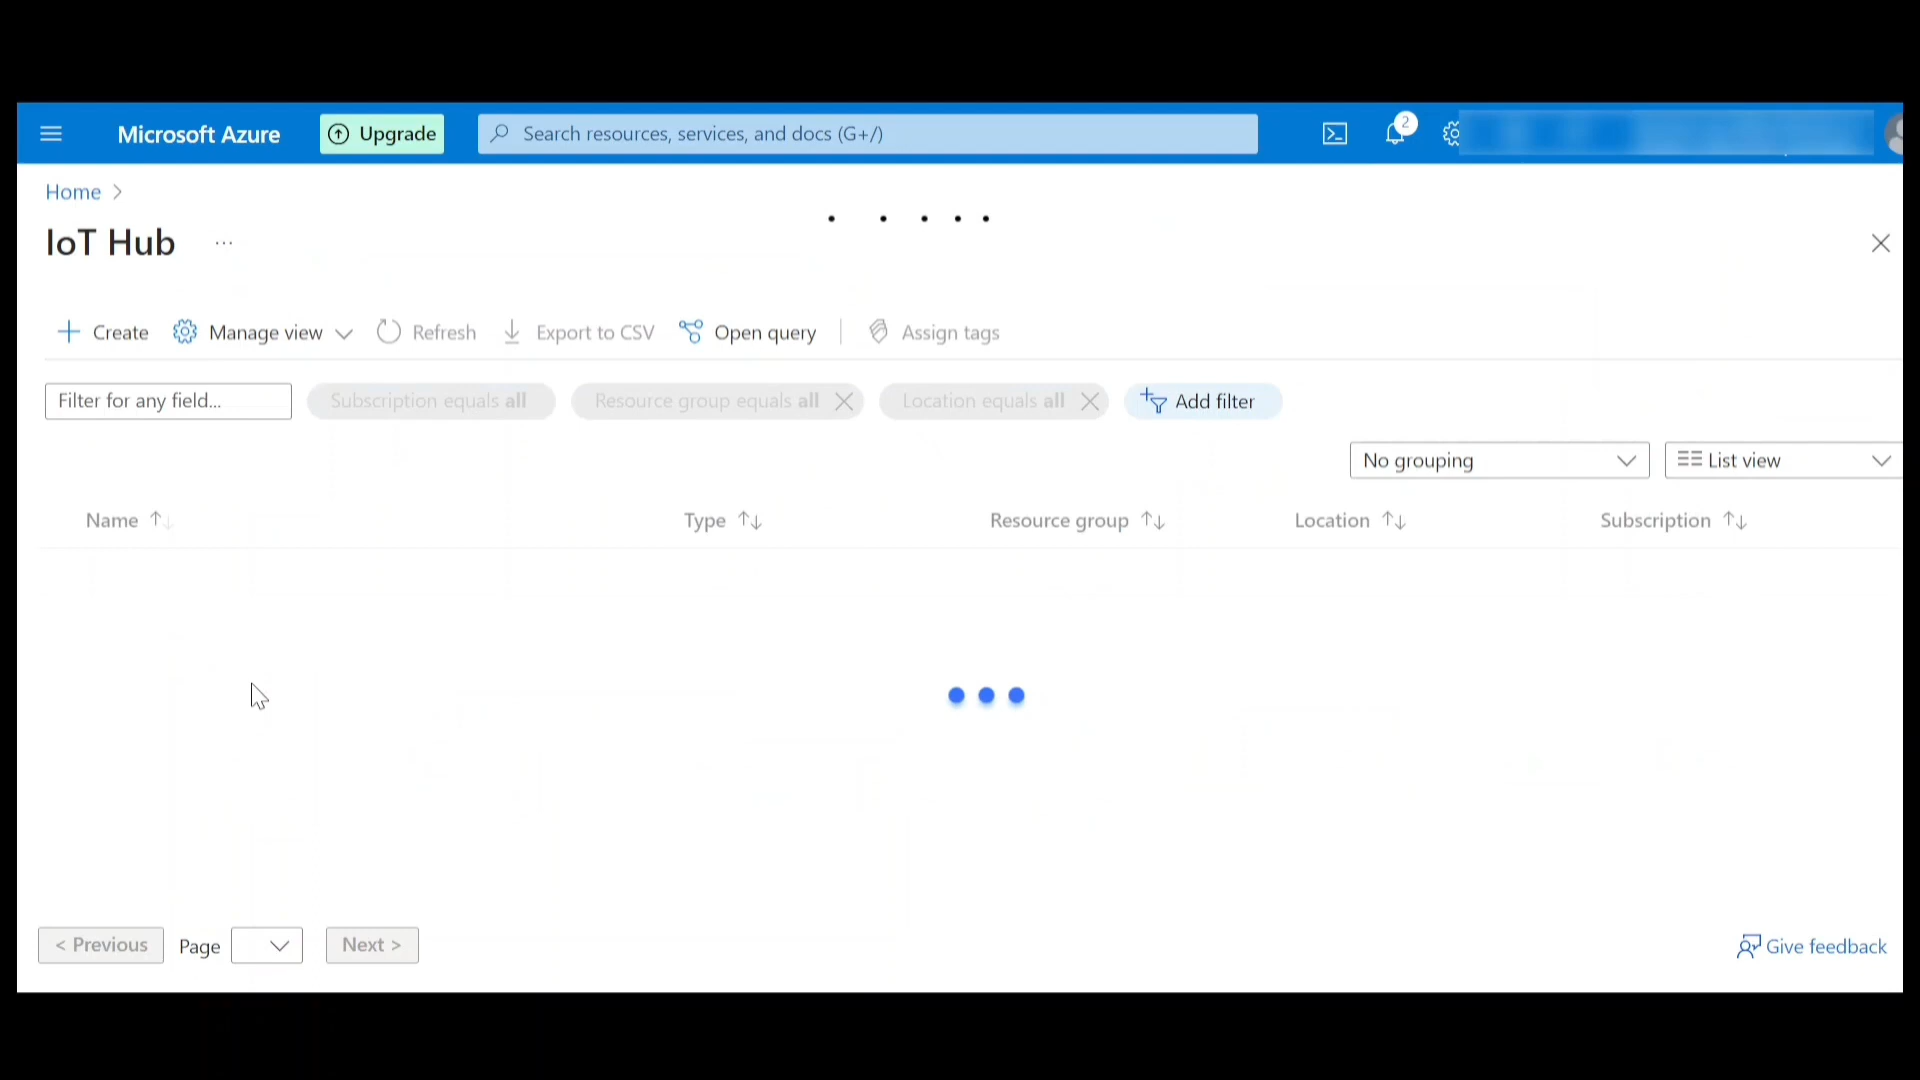 Microsoft Azure Upgrade Search resources, services, and docs (G+/) 2
Home >
IoT Hub ...
Create Manage view Refresh Export to CSV Open query Assign tags
Filter for any field... Subscription equals all Resource group equals all Location equals all Add filter
No grouping List view
Name Type Resource group Location Subscription
< Previous Page Next > Give feedback